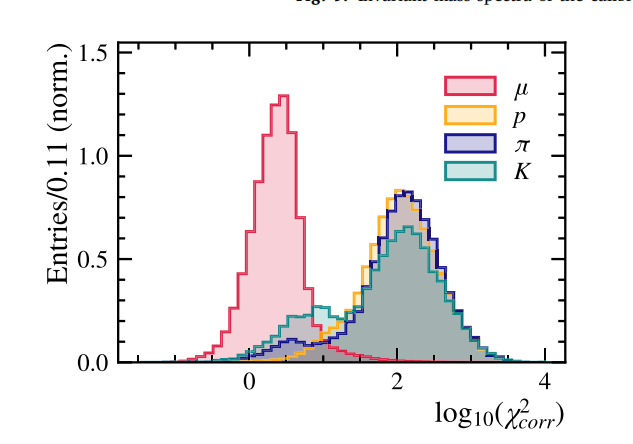 1.5
1.0
0.5
0.0
Entries/0.11 (norm.)
μ
p
π
K
0 2 4
log₁₀(χ²corr)